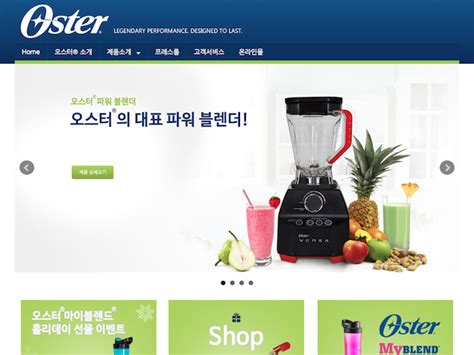 Oster® LEGENDARY PERFORMANCE. DESIGNED TO LAST.
Home 오스터® 소개 제품소개 프레스룸 고객서비스 온라인몰
오스터® 파워 블렌더
오스터®의 대표 파워 블렌더!
제품 상세보기
Oster
VERSA
오스터® 마이블렌드®
홀리데이 선물 이벤트
Shop
Oster
MyBLEND